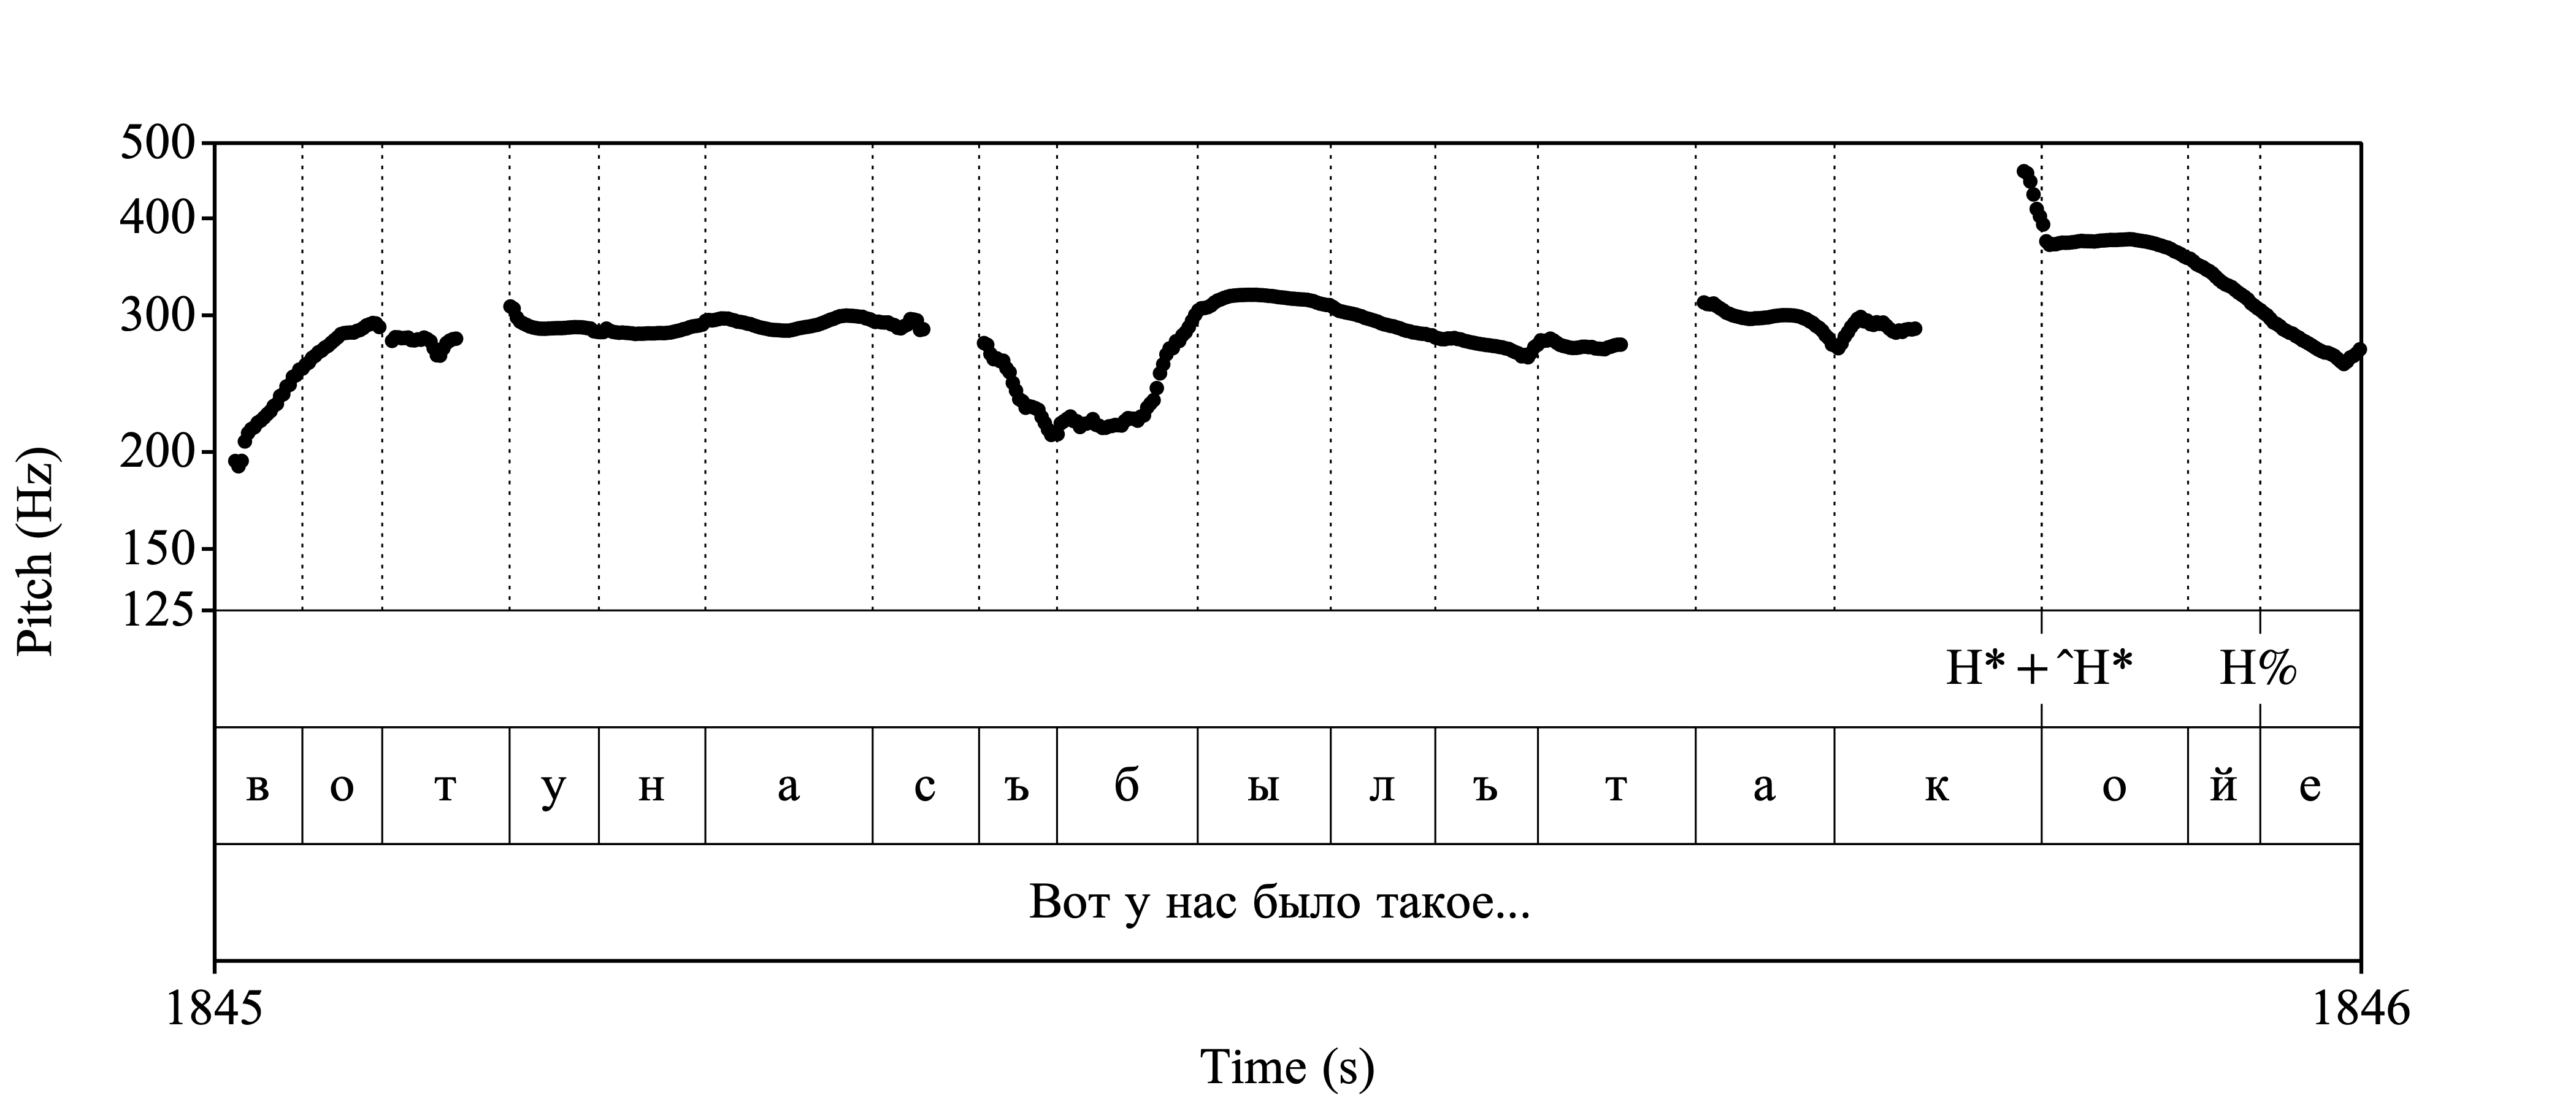 500
400
300
200
150
125
Pitch (Hz)
H* + ^H* H%
в о т у н а с ъ б ы л ъ т а к о й е
Вот у нас было такое...
1845 1846
Time (s)